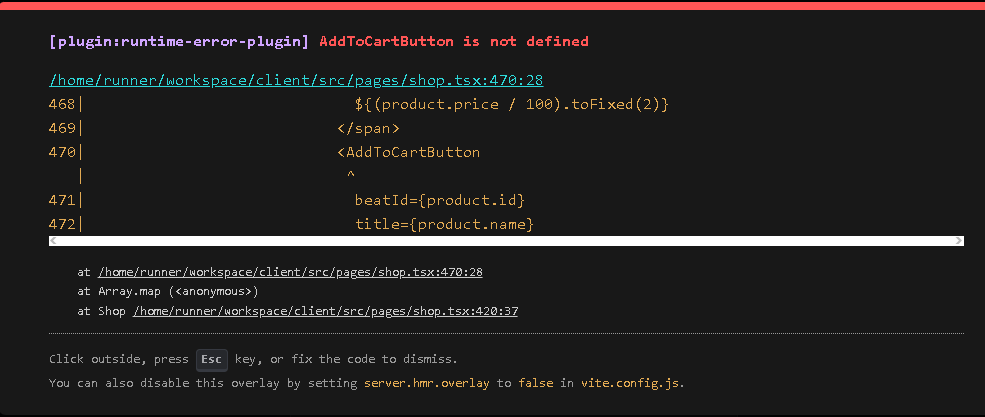 [plugin:runtime-error-plugin] AddToCartButton is not defined
/home/runner/workspace/client/src/pages/shop.tsx:470:28
468| ${(product.price / 100).toFixed(2)}
469| </span>
470| <AddToCartButton
| ^
471| beatId={product.id}
472| title={product.name}
at /home/runner/workspace/client/src/pages/shop.tsx:470:28
at Array.map (<anonymous>)
at Shop /home/runner/workspace/client/src/pages/shop.tsx:420:37
Click outside, press Esc key, or fix the code to dismiss.
You can also disable this overlay by setting server.hmr.overlay to false in vite.config.js.